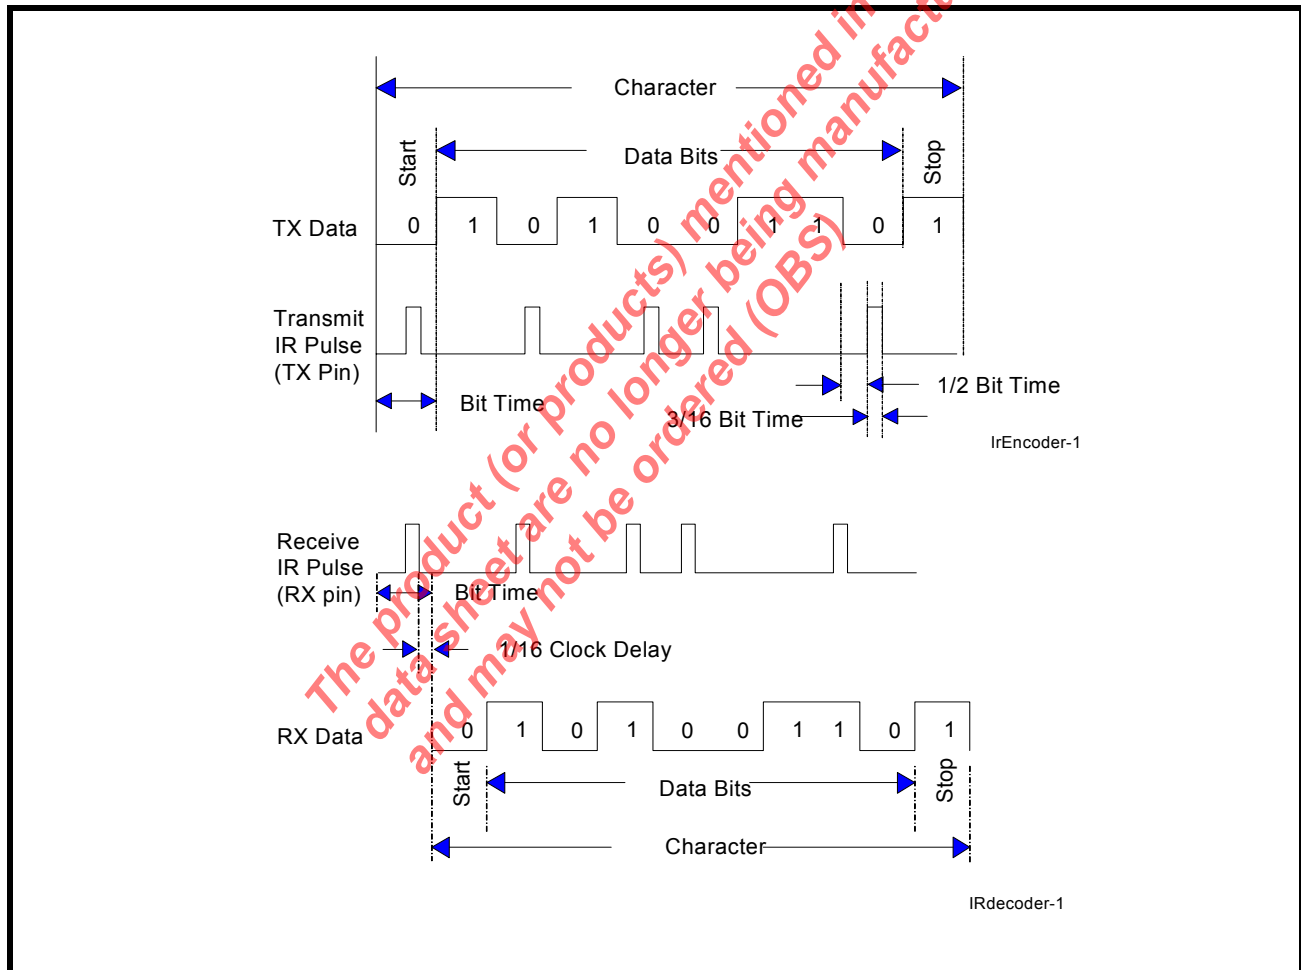 Character
Start
Data Bits
Stop
TX Data
0 1 0 1 0 0 1 1 0 1
Transmit
IR Pulse
(TX Pin)
Bit Time
1/2 Bit Time
3/16 Bit Time
IrEncoder-1
Receive
IR Pulse
(RX pin)
Bit Time
1/16 Clock Delay
RX Data
0 1 0 1 0 0 1 1 0 1
Start
Data Bits
Stop
Character
IRdecoder-1
The product (or products) mentioned in
data sheet are no longer being manufactu
and may not be ordered (OBS)